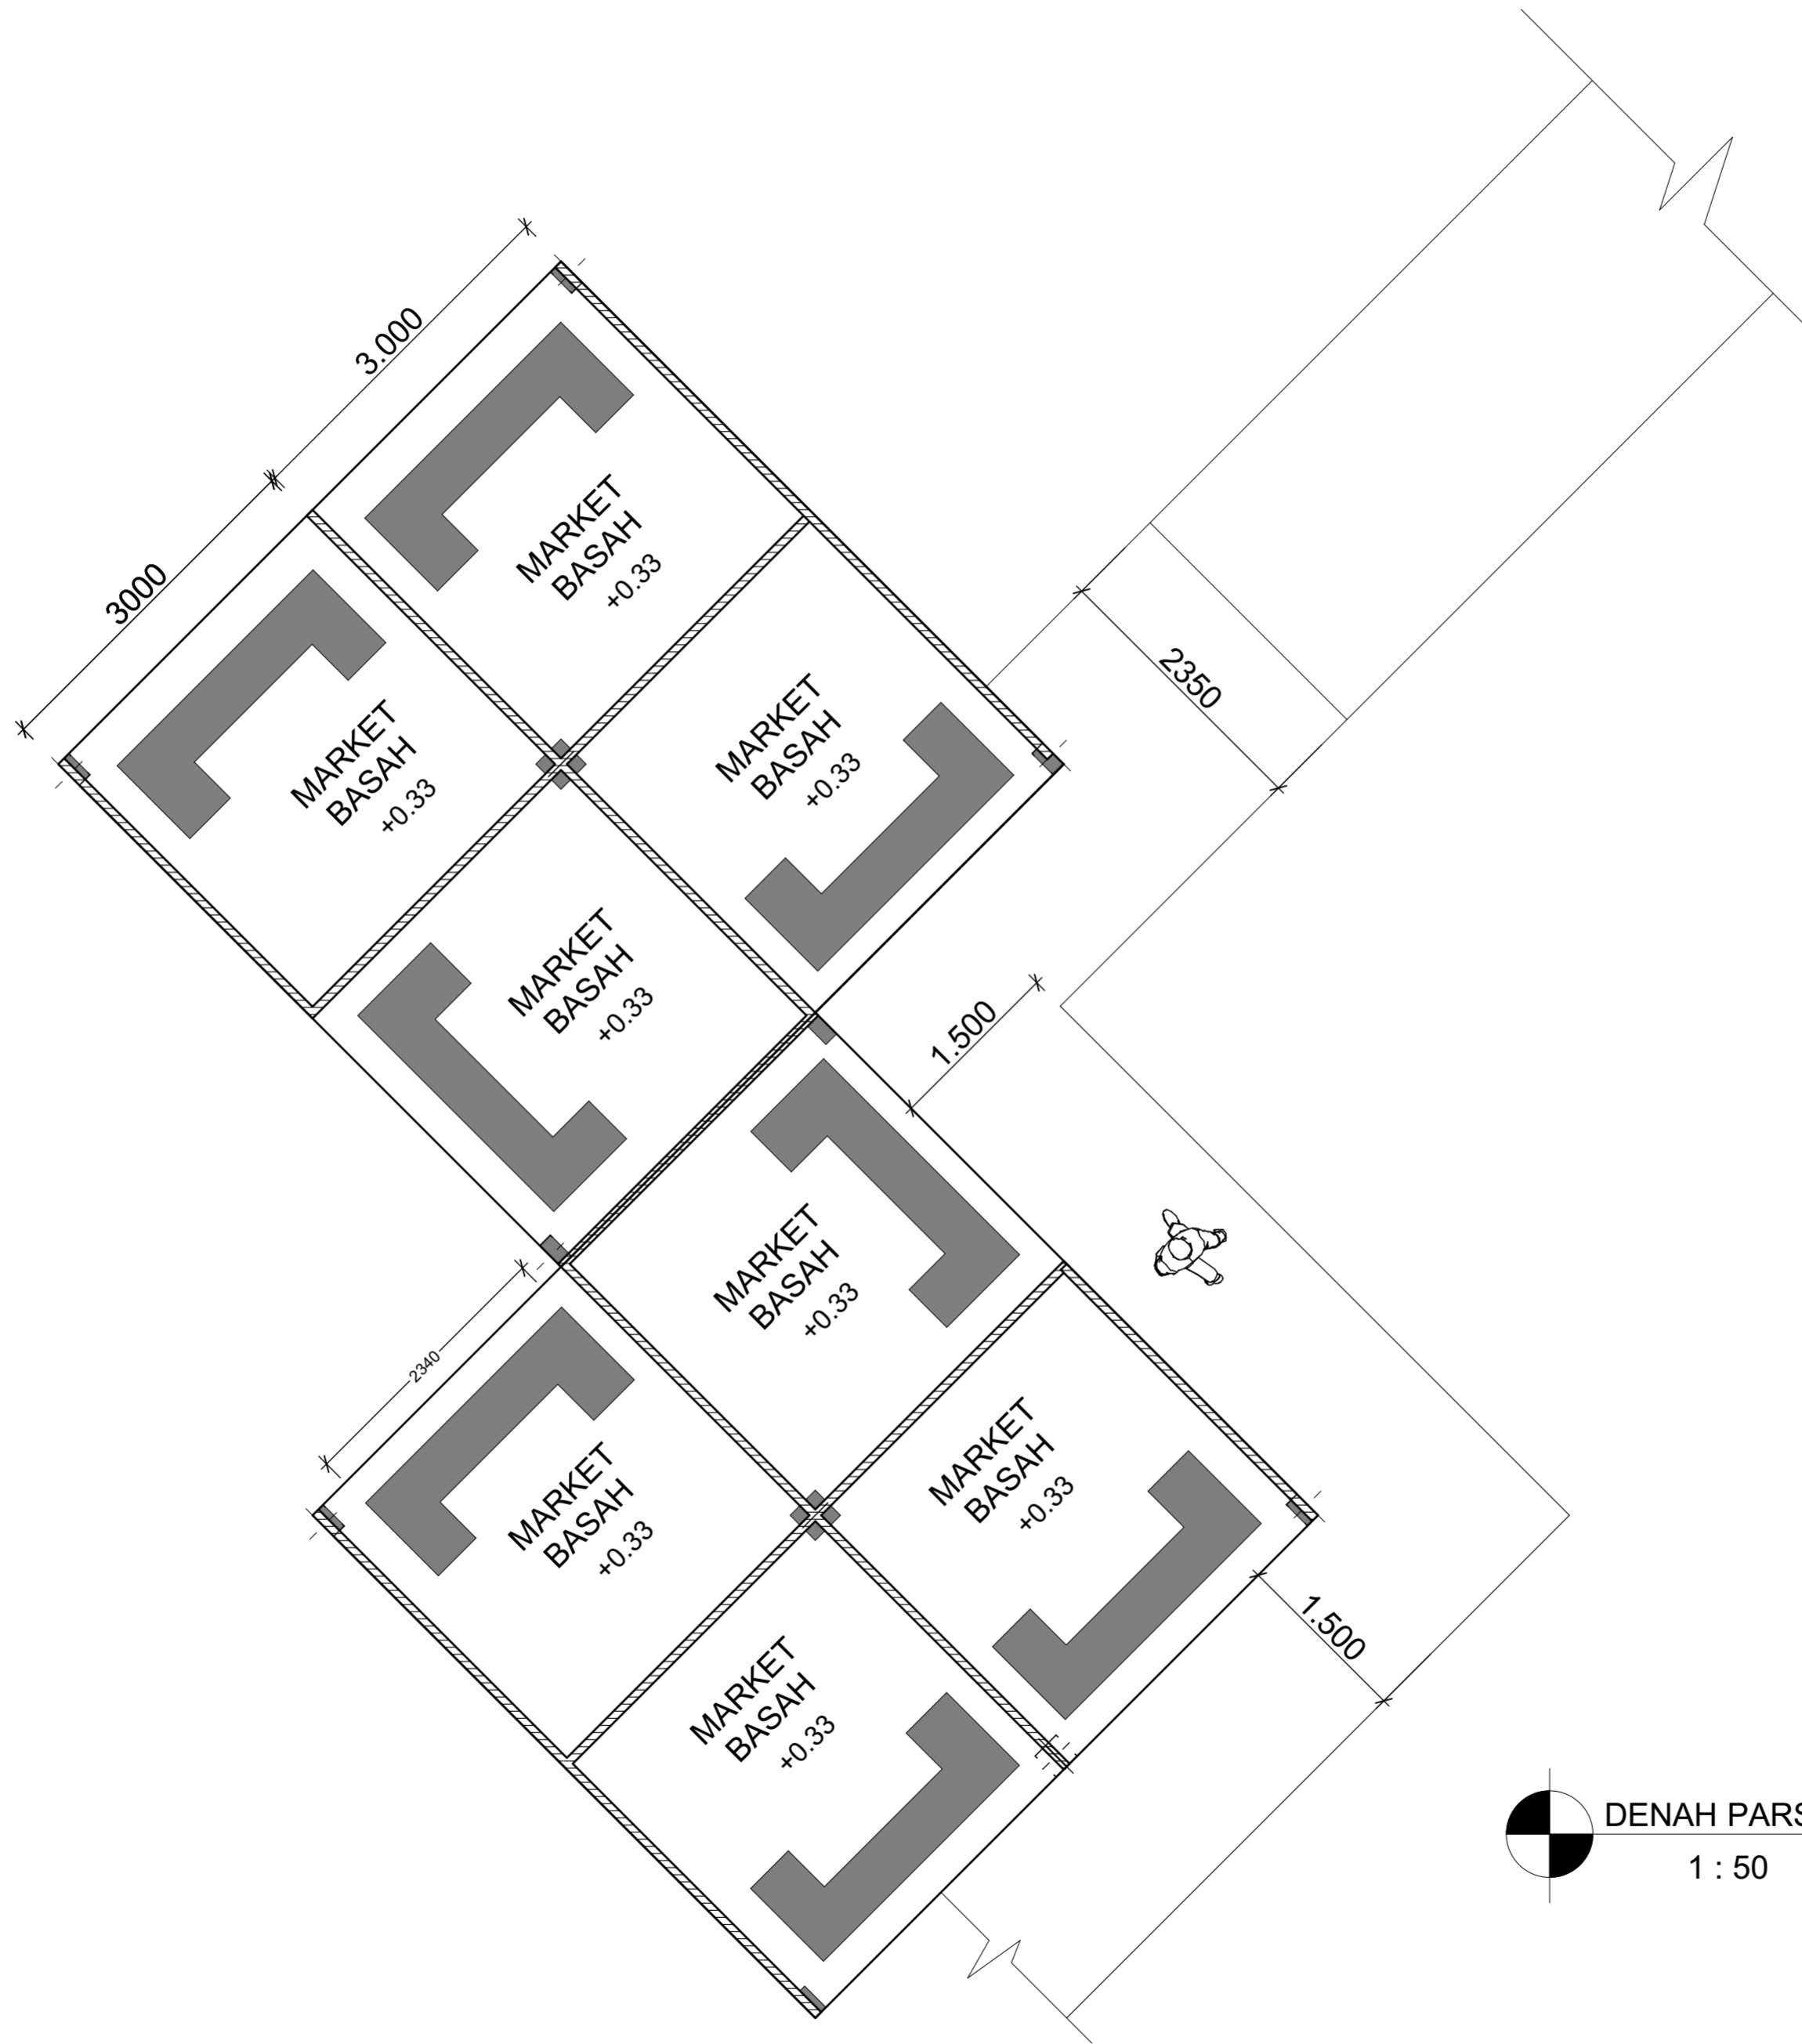 3.000
3000
MARKET
BASAH
+0.33
MARKET
BASAH
+0.33
MARKET
BASAH
+0.33
2350
MARKET
BASAH
+0.33
1.500
MARKET
BASAH
+0.33
2340
MARKET
BASAH
+0.33
MARKET
BASAH
+0.33
1.500
MARKET
BASAH
+0.33
DENAH PARS
1 : 50